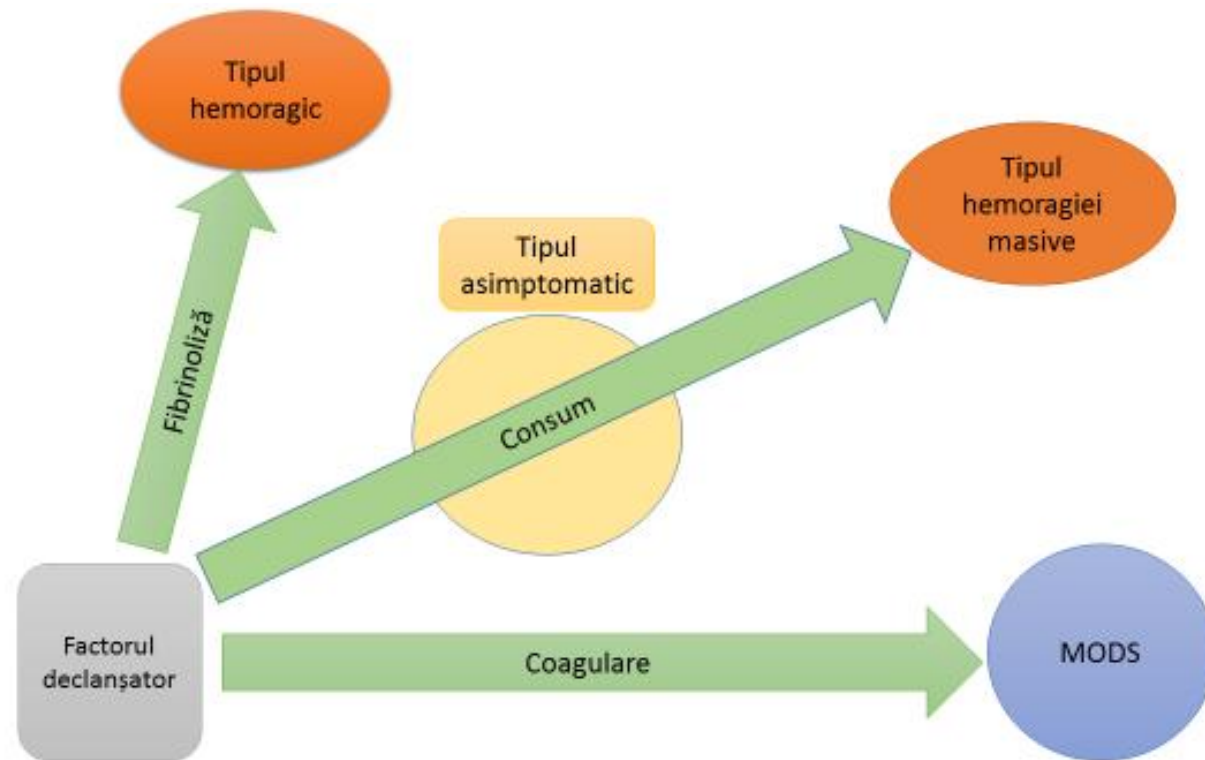 Tipul
hemoragic
Tipul
hemoragiei
masive
Tipul
asimptomatic
Fibrinoliză
Consum
Factorul
declanșator
Coagulare
MODS